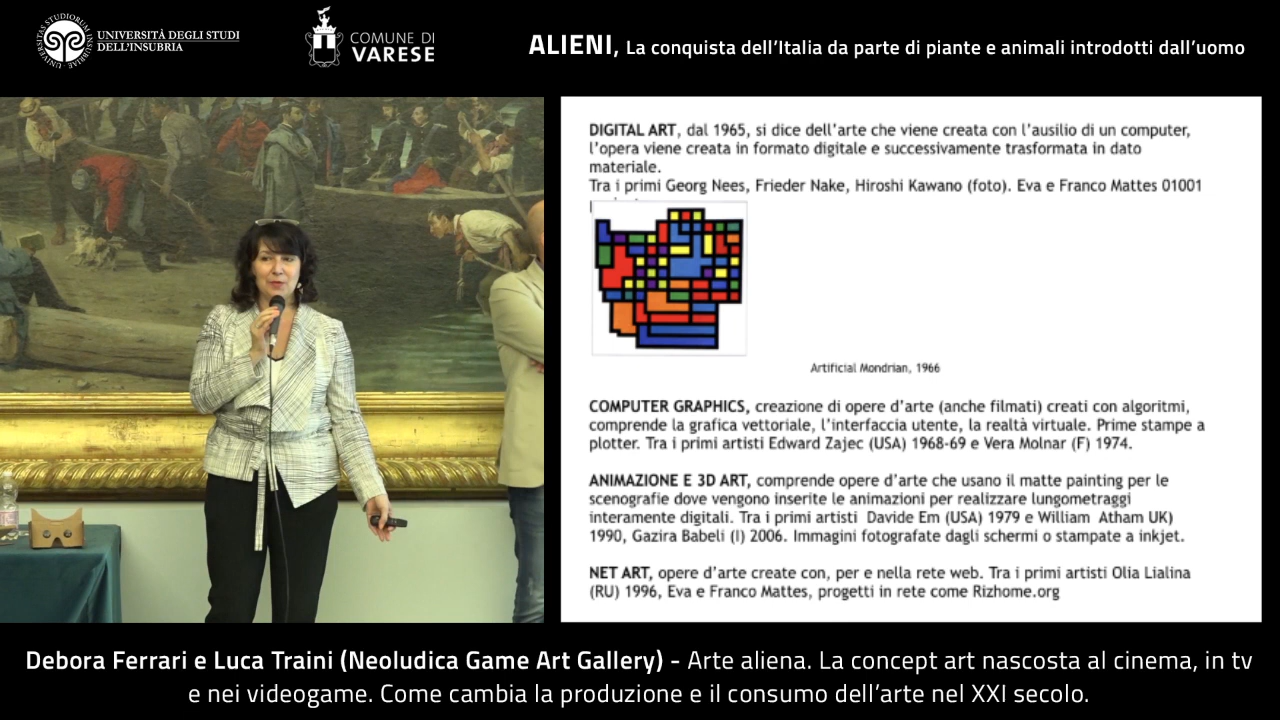 UNIVERSITÀ DEGLI STUDI
DELL'INSUBRIA
COMUNE DI
VARESE
ALIENI, La conquista dell'Italia da parte di piante e animali introdotti dall'uomo
DIGITAL ART, dal 1965, si dice dell'arte che viene creata con l'ausilio di un computer,
l'opera viene creata in formato digitale e successivamente trasformata in dato
materiale.
Tra i primi Georg Nees, Frieder Nake, Hiroshi Kawano (foto). Eva e Franco Mattes 01001
Artificial Mondrian, 1966
COMPUTER GRAPHICS, creazione di opere d'arte (anche filmati) creati con algoritmi,
comprende la grafica vettoriale, l'interfaccia utente, la realtà virtuale. Prime stampe a
plotter. Tra i primi artisti Edward Zajec (USA) 1968-69 e Vera Molnar (F) 1974.
ANIMAZIONE E 3D ART, comprende opere d'arte che usano il matte painting per le
scenografie dove vengono inserite le animazioni per realizzare lungometraggi
interamente digitali. Tra i primi artisti Davide Em (USA) 1979 e William Atham UK)
1990, Gazira Babeli (I) 2006. Immagini fotografate dagli schermi o stampate a inkjet.
NET ART, opere d'arte create con, per e nella rete web. Tra i primi artisti Olia Lialina
(RU) 1996, Eva e Franco Mattes, progetti in rete come Rizhome.org
Debora Ferrari e Luca Traini (Neoludica Game Art Gallery) - Arte aliena. La concept art nascosta al cinema, in tv
e nei videogame. Come cambia la produzione e il consumo dell'arte nel XXI secolo.